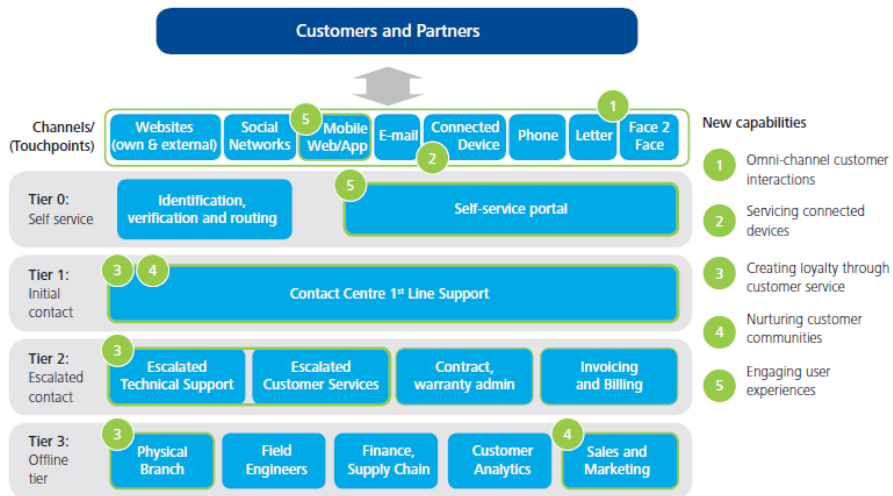 Customers and Partners
Channels/
(Touchpoints)
Websites
(own & external)
Social
Networks
5
Mobile
Web/App
E-mail
Connected
Device
2
Phone
Letter
1
Face 2
Face
Tier 0:
Self service
Identification,
verification and routing
5
Self-service portal
Tier 1:
Initial
contact
3
4
Contact Centre 1st Line Support
Tier 2:
Escalated
contact
3
Escalated
Technical Support
Escalated
Customer Services
Contract,
warranty admin
Invoicing
and Billing
Tier 3:
Offline
tier
3
Physical
Branch
Field
Engineers
Finance,
Supply Chain
Customer
Analytics
4
Sales and
Marketing
New capabilities
1
Omni-channel customer
interactions
2
Servicing connected
devices
3
Creating loyalty through
customer service
4
Nurturing customer
communities
5
Engaging user
experiences